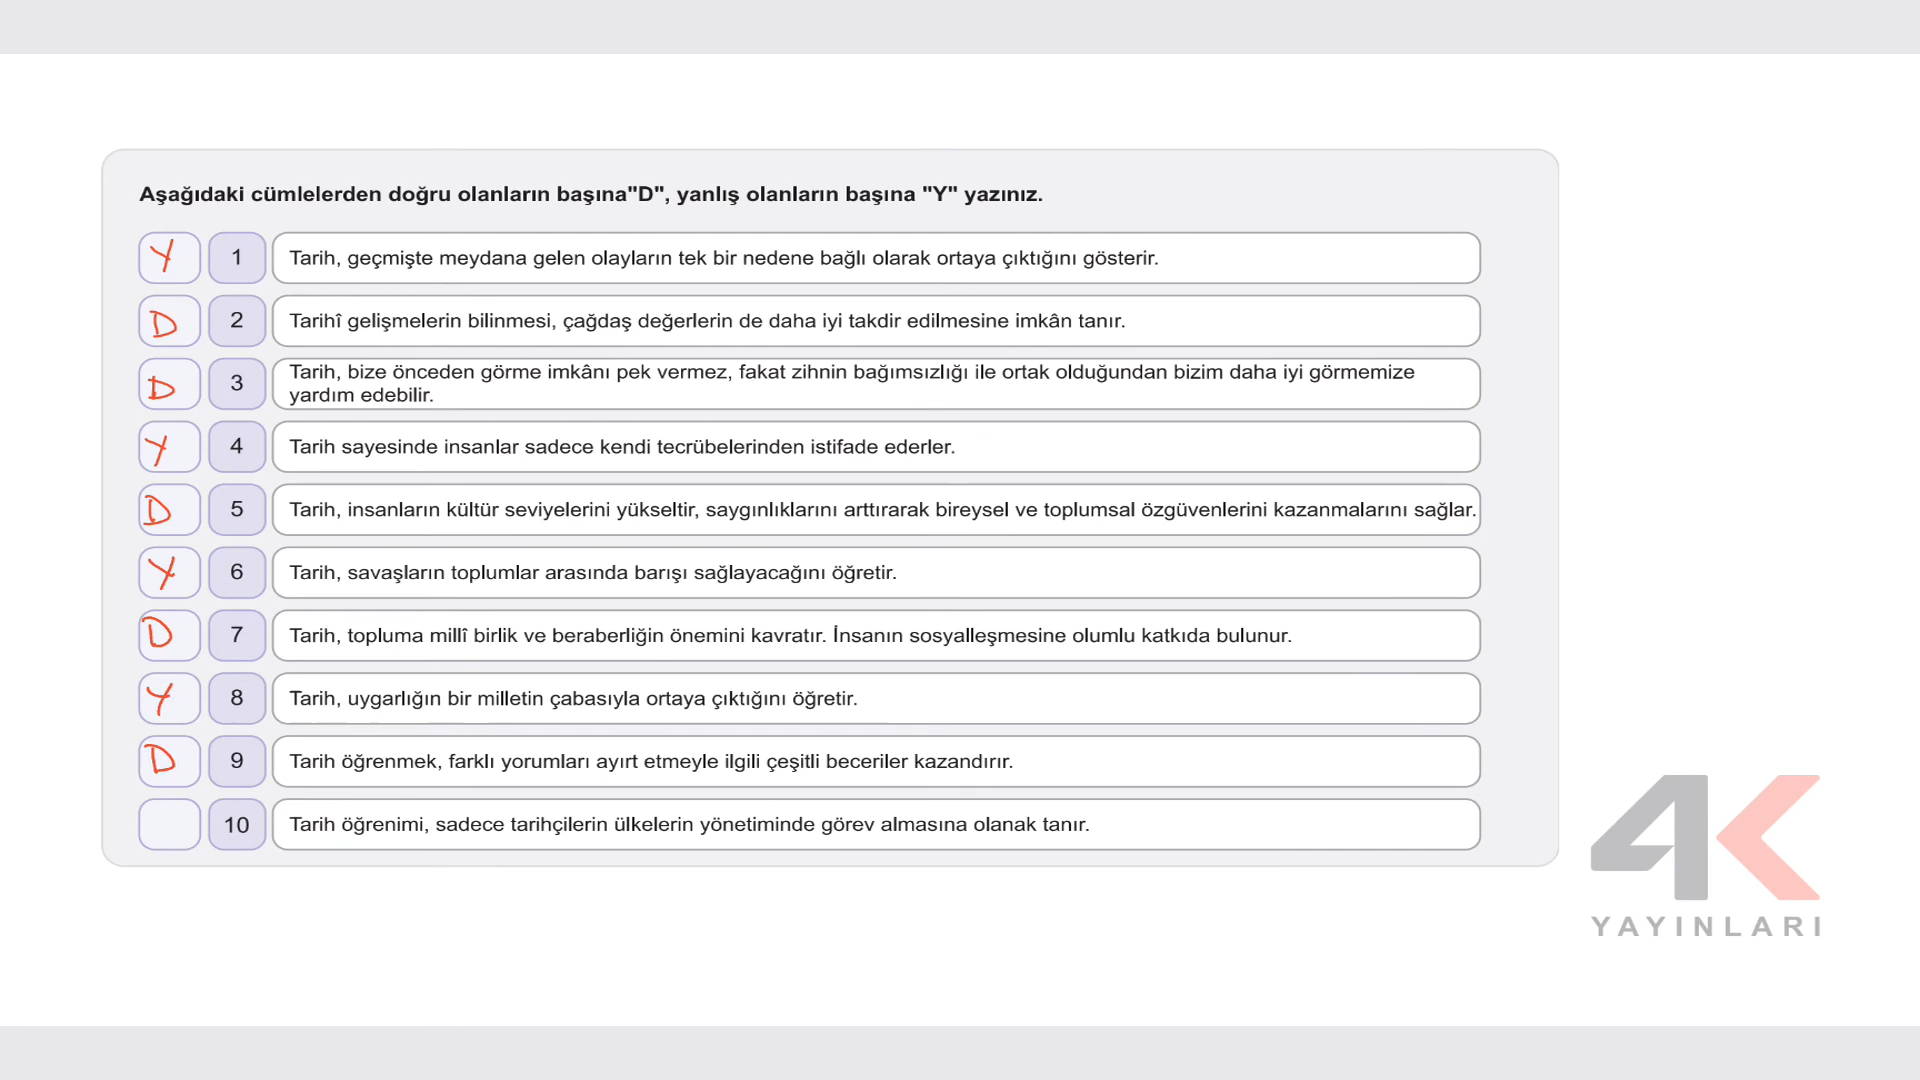 Aşağıdaki cümlelerden doğru olanların başına"D", yanlış olanların başına "Y" yazınız.
Y 1 Tarih, geçmişte meydana gelen olayların tek bir nedene bağlı olarak ortaya çıktığını gösterir.
D 2 Tarihî gelişmelerin bilinmesi, çağdaş değerlerin de daha iyi takdir edilmesine imkân tanır.
D 3 Tarih, bize önceden görme imkânı pek vermez, fakat zihnin bağımsızlığı ile ortak olduğundan bizim daha iyi görmemize
yardım edebilir.
Y 4 Tarih sayesinde insanlar sadece kendi tecrübelerinden istifade ederler.
D 5 Tarih, insanların kültür seviyelerini yükseltir, saygınlıklarını arttırarak bireysel ve toplumsal özgüvenlerini kazanmalarını sağlar.
Y 6 Tarih, savaşların toplumlar arasında barışı sağlayacağını öğretir.
D 7 Tarih, topluma millî birlik ve beraberliğin önemini kavratır. İnsanın sosyalleşmesine olumlu katkıda bulunur.
Y 8 Tarih, uygarlığın bir milletin çabasıyla ortaya çıktığını öğretir.
D 9 Tarih öğrenmek, farklı yorumları ayırt etmeyle ilgili çeşitli beceriler kazandırır.
10 Tarih öğrenimi, sadece tarihçilerin ülkelerin yönetiminde görev almasına olanak tanır.
4K
YAYINLARI